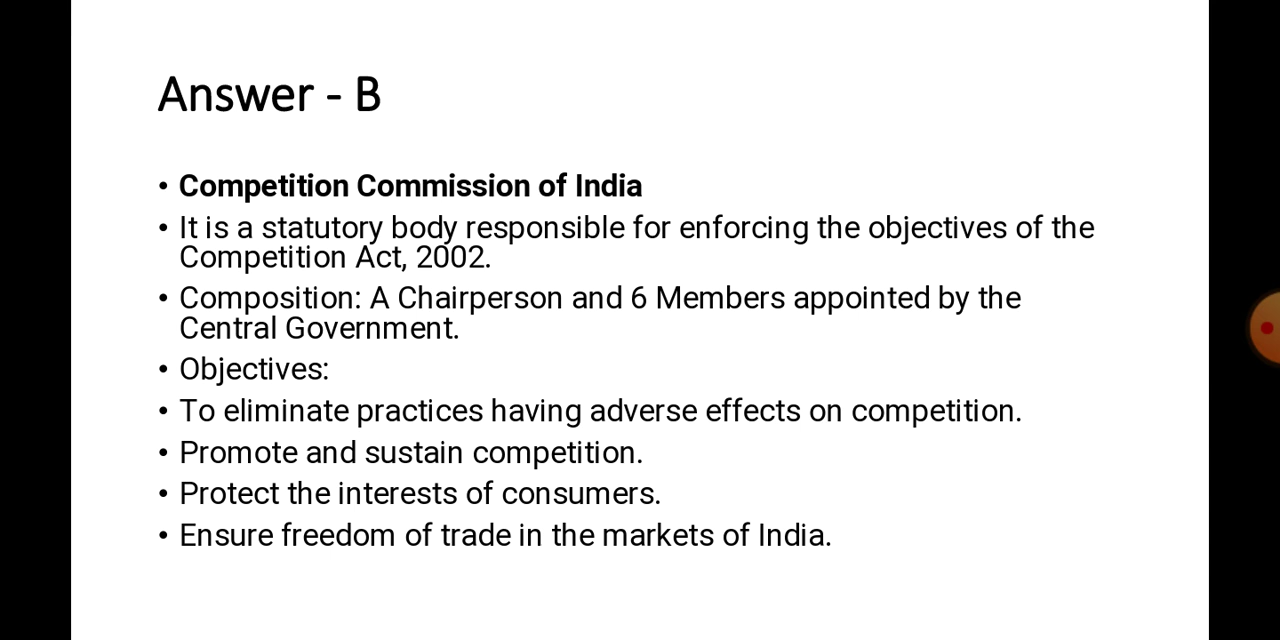 Answer - B
• Competition Commission of India
• It is a statutory body responsible for enforcing the objectives of the
Competition Act, 2002.
• Composition: A Chairperson and 6 Members appointed by the
Central Government.
• Objectives:
• To eliminate practices having adverse effects on competition.
• Promote and sustain competition.
• Protect the interests of consumers.
• Ensure freedom of trade in the markets of India.